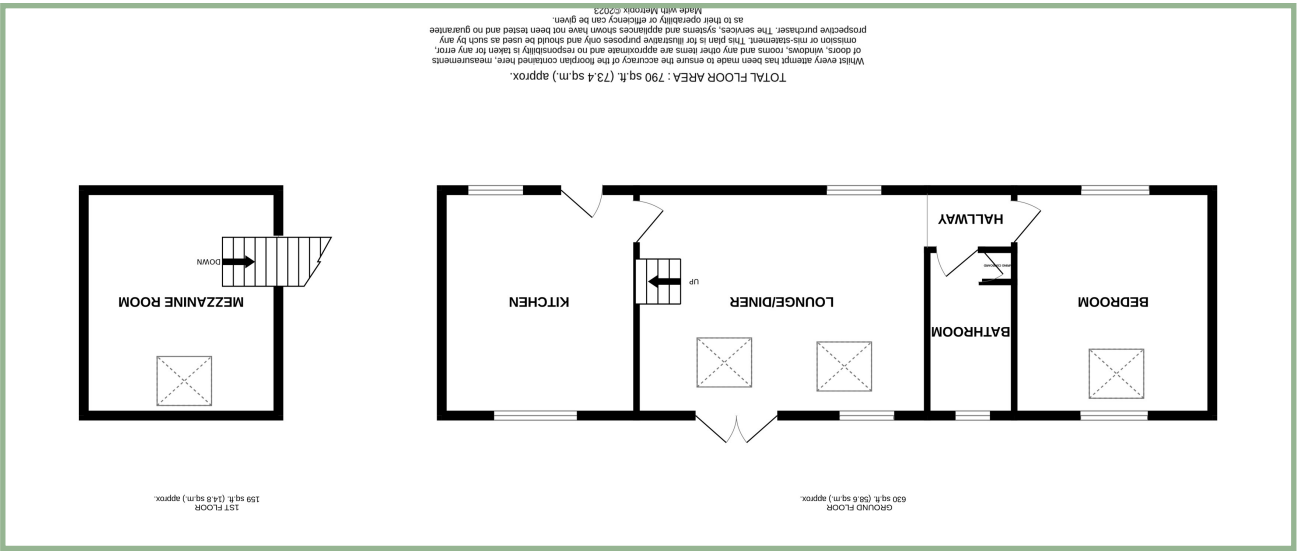 GROUND FLOOR
630 sq.ft. (58.6 sq.m.) approx.
1ST FLOOR
159 sq.ft. (14.8 sq.m.) approx.
BATHROOM
BEDROOM
LOUNGE/DINER
KITCHEN
MEZZANINE ROOM
UP
DOWN
HALLWAY
TOTAL FLOOR AREA : 790 sq.ft. (73.4 sq.m.) approx.
Whilst every attempt has been made to ensure the accuracy of the floorplan contained here, measurements
of doors, windows, rooms and any other items are approximate and no responsibility is taken for any error,
omission or mis-statement. This plan is for illustrative purposes only and should be used as such by any
prospective purchaser. The services, systems and appliances shown have not been tested and no guarantee
as to their operability or efficiency can be given.
Made with Metropix ©2023